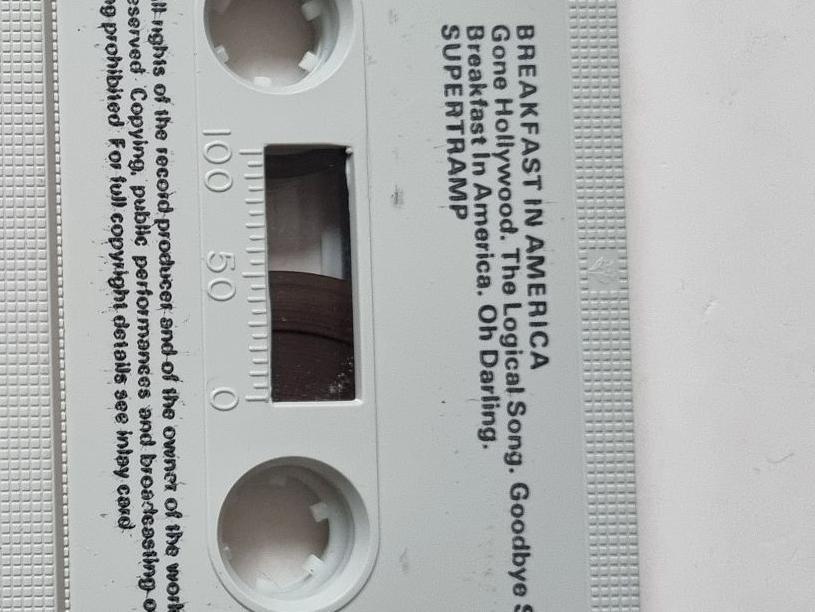 BREAKFAST IN AMERICA
Gone Hollywood. The Logical Song. Goodbye
Breakfast In America. Oh Darling.
SUPERTRAMP
100 50 0
rights of the record producer and of the owner of the work
Copying, public performances and broadcasting
prohibited For full copyright details see inlay card